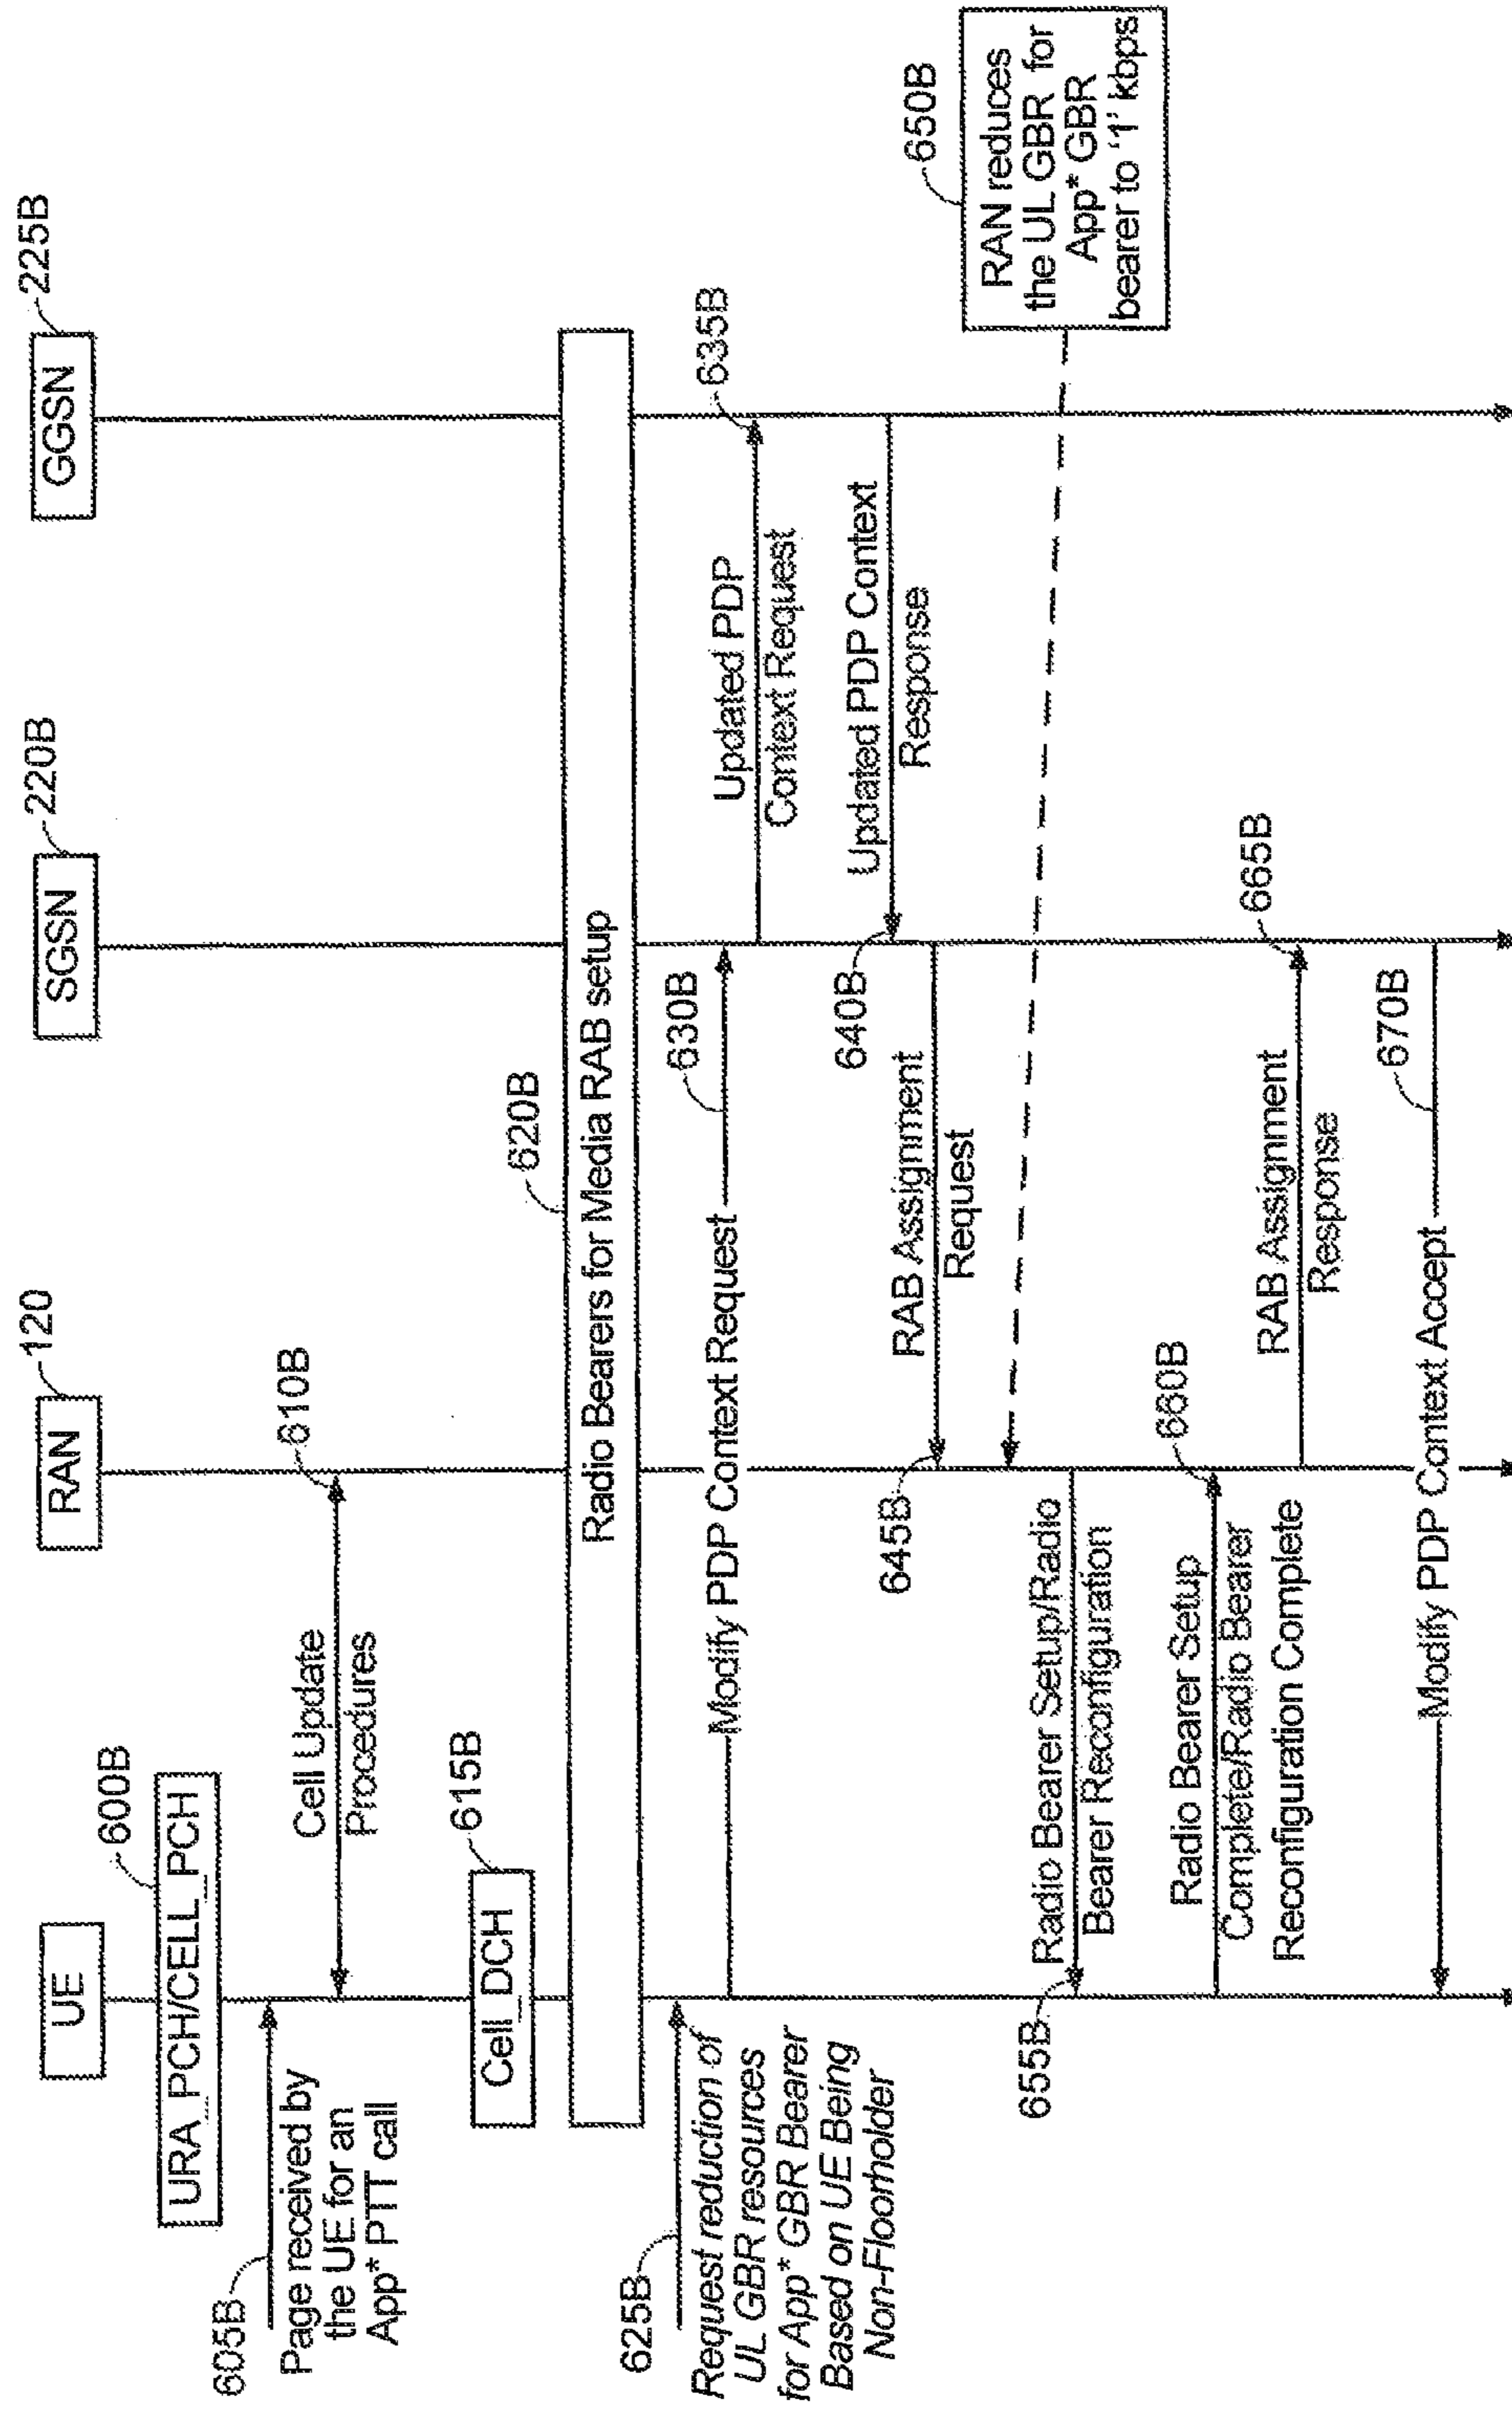 UE
RAN
120
SGSN
220B
GGSN
225B
URA_PCH/CELL_PCH
600B
605B
Page received by
the UE for an
App* PTT call
610B
Cell Update
Procedures
Cell_DCH
615B
620B
Radio Bearers for Media RAB setup
625B
Request reduction of
UL GBR resources
for App* GBR Bearer
Based on UE Being
Non-Floorholder
Modify PDP Context Request
630B
Updated PDP
Context Request
635B
Updated PDP Context
Response
640B
RAB Assignment
Request
645B
650B
RAN reduces
the UL GBR for
App* GBR
bearer to '1' kbps
Radio Bearer Setup/Radio
Bearer Reconfiguration
655B
Radio Bearer Setup
Complete/Radio Bearer
Reconfiguration Complete
660B
RAB Assignment
Response
665B
Modify PDP Context Accept
670B